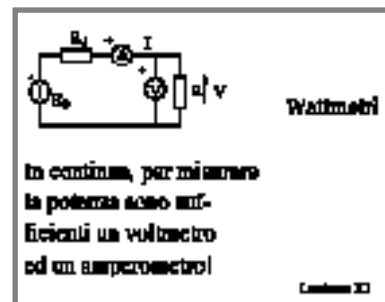 I
V
Wattmetri
In continua, per misurare
la potenza sono suf-
ficienti un voltmetro
ed un amperometro!